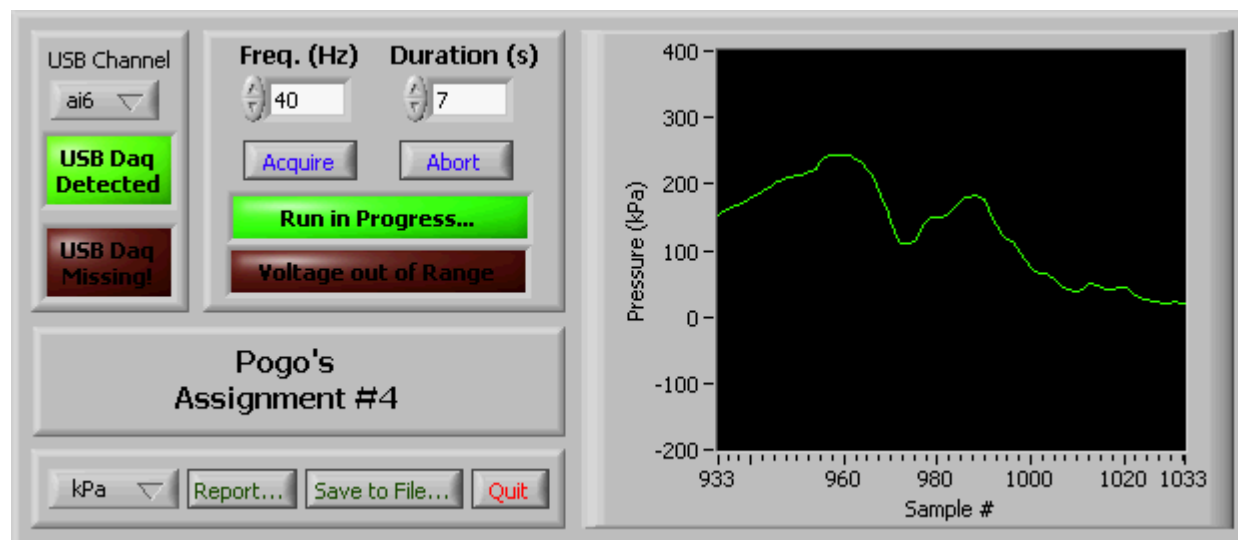 USB Channel
ai6
USB Daq
Detected
USB Daq
Missing!
Freq. (Hz)
Duration (s)
40
7
Acquire
Abort
Run in Progress...
Voltage out of Range
Pogo's
Assignment #4
kPa
Report...
Save to File...
Quit
Pressure (kPa)
400
300
200
100
0
-100
-200
933
960
980
1000
1020
1033
Sample #